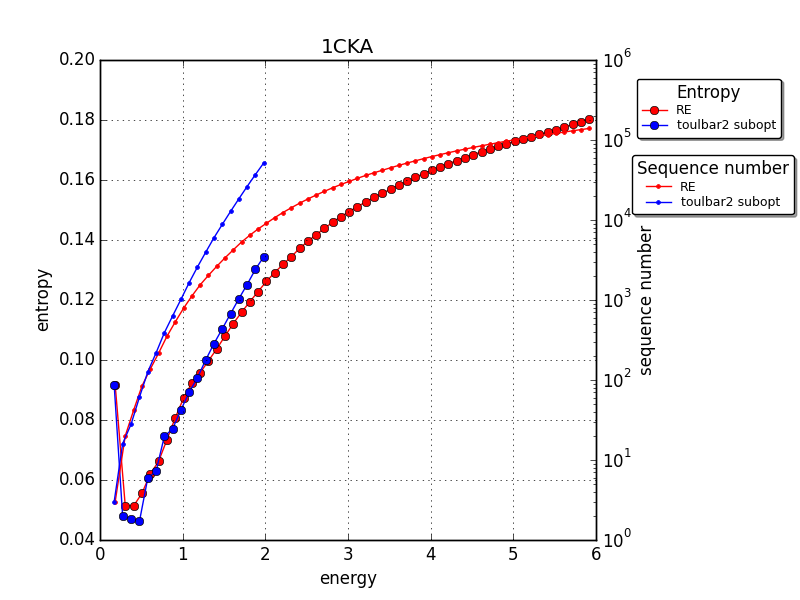 1CKA
0.20
0.18
0.16
0.14
0.12
0.10
0.08
0.06
0.04
entropy
0
1
2
3
4
5
6
energy
10^6
10^5
10^4
10^3
10^2
10^1
10^0
sequence number
Entropy
RE
toulbar2 subopt
Sequence number
RE
toulbar2 subopt